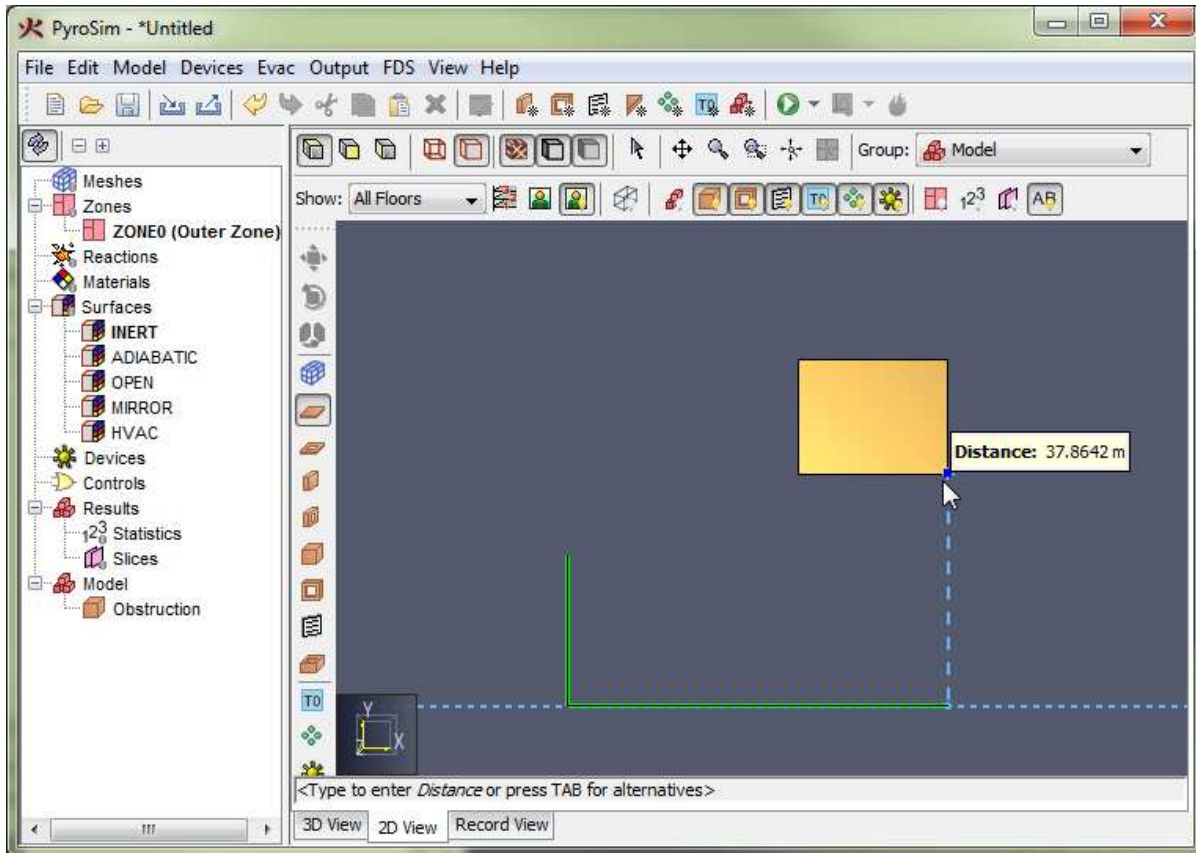 PyroSim - *Untitled
File Edit Model Devices Evac Output FDS View Help
Group: Model
Show: All Floors
Meshes
Zones
ZONE0 (Outer Zone)
Reactions
Materials
Surfaces
INERT
ADIABATIC
OPEN
MIRROR
HVAC
Devices
Controls
Results
Statistics
Slices
Model
Obstruction
Distance: 37.8642 m
Y
Z X
<Type to enter Distance or press TAB for alternatives>
3D View 2D View Record View